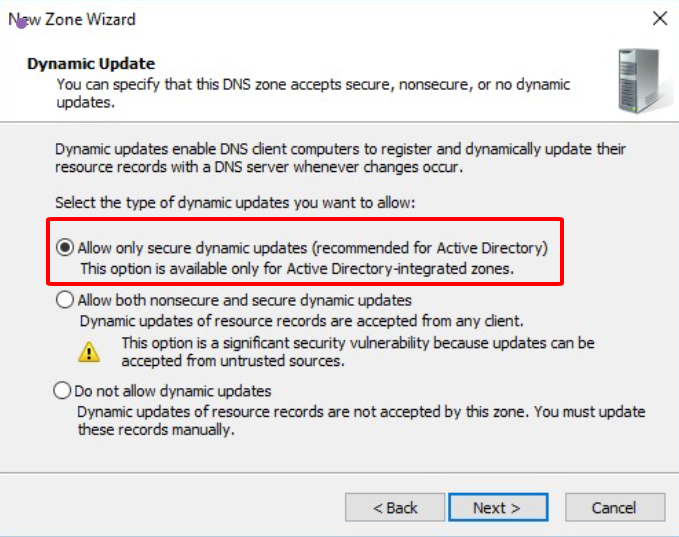 New Zone Wizard
Dynamic Update
You can specify that this DNS zone accepts secure, nonsecure, or no dynamic
updates.
Dynamic updates enable DNS client computers to register and dynamically update their
resource records with a DNS server whenever changes occur.
Select the type of dynamic updates you want to allow:
Allow only secure dynamic updates (recommended for Active Directory)
This option is available only for Active Directory-integrated zones.
Allow both nonsecure and secure dynamic updates
Dynamic updates of resource records are accepted from any client.
This option is a significant security vulnerability because updates can be
accepted from untrusted sources.
Do not allow dynamic updates
Dynamic updates of resource records are not accepted by this zone. You must update
these records manually.
< Back
Next >
Cancel